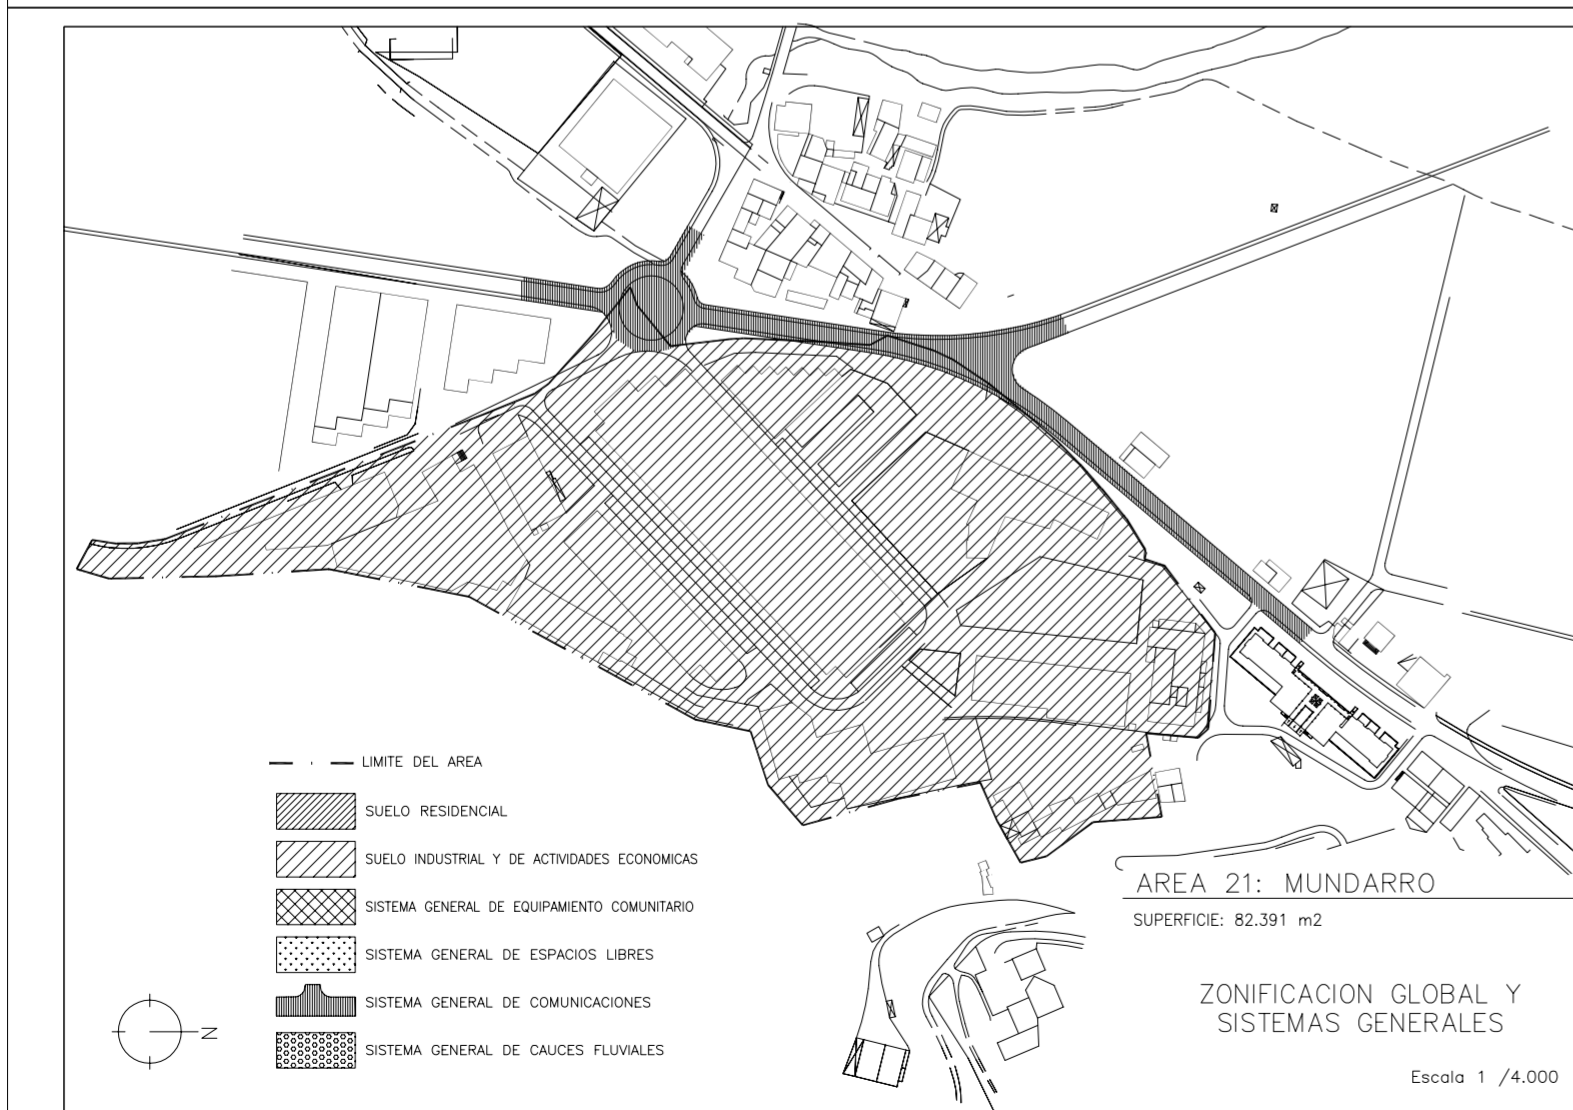 LIMITE DEL AREA
SUELO RESIDENCIAL
SUELO INDUSTRIAL Y DE ACTIVIDADES ECONOMICAS
SISTEMA GENERAL DE EQUIPAMIENTO COMUNITARIO
SISTEMA GENERAL DE ESPACIOS LIBRES
SISTEMA GENERAL DE COMUNICACIONES
SISTEMA GENERAL DE CAUCES FLUVIALES
N
AREA 21: MUNDARRO
SUPERFICIE: 82.391 m2
ZONIFICACION GLOBAL Y
SISTEMAS GENERALES
Escala 1 /4.000